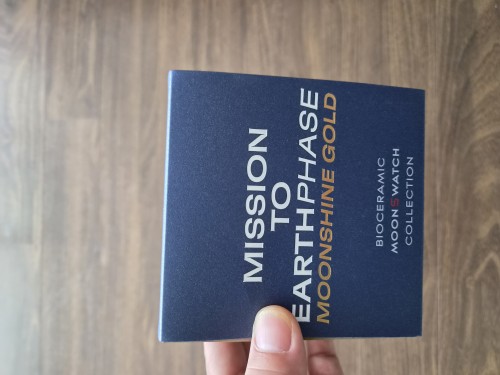 MISSION
TO
EARTHPHASE
MOONSHINE GOLD
BIOCERAMIC
MOONSWATCH
COLLECTION